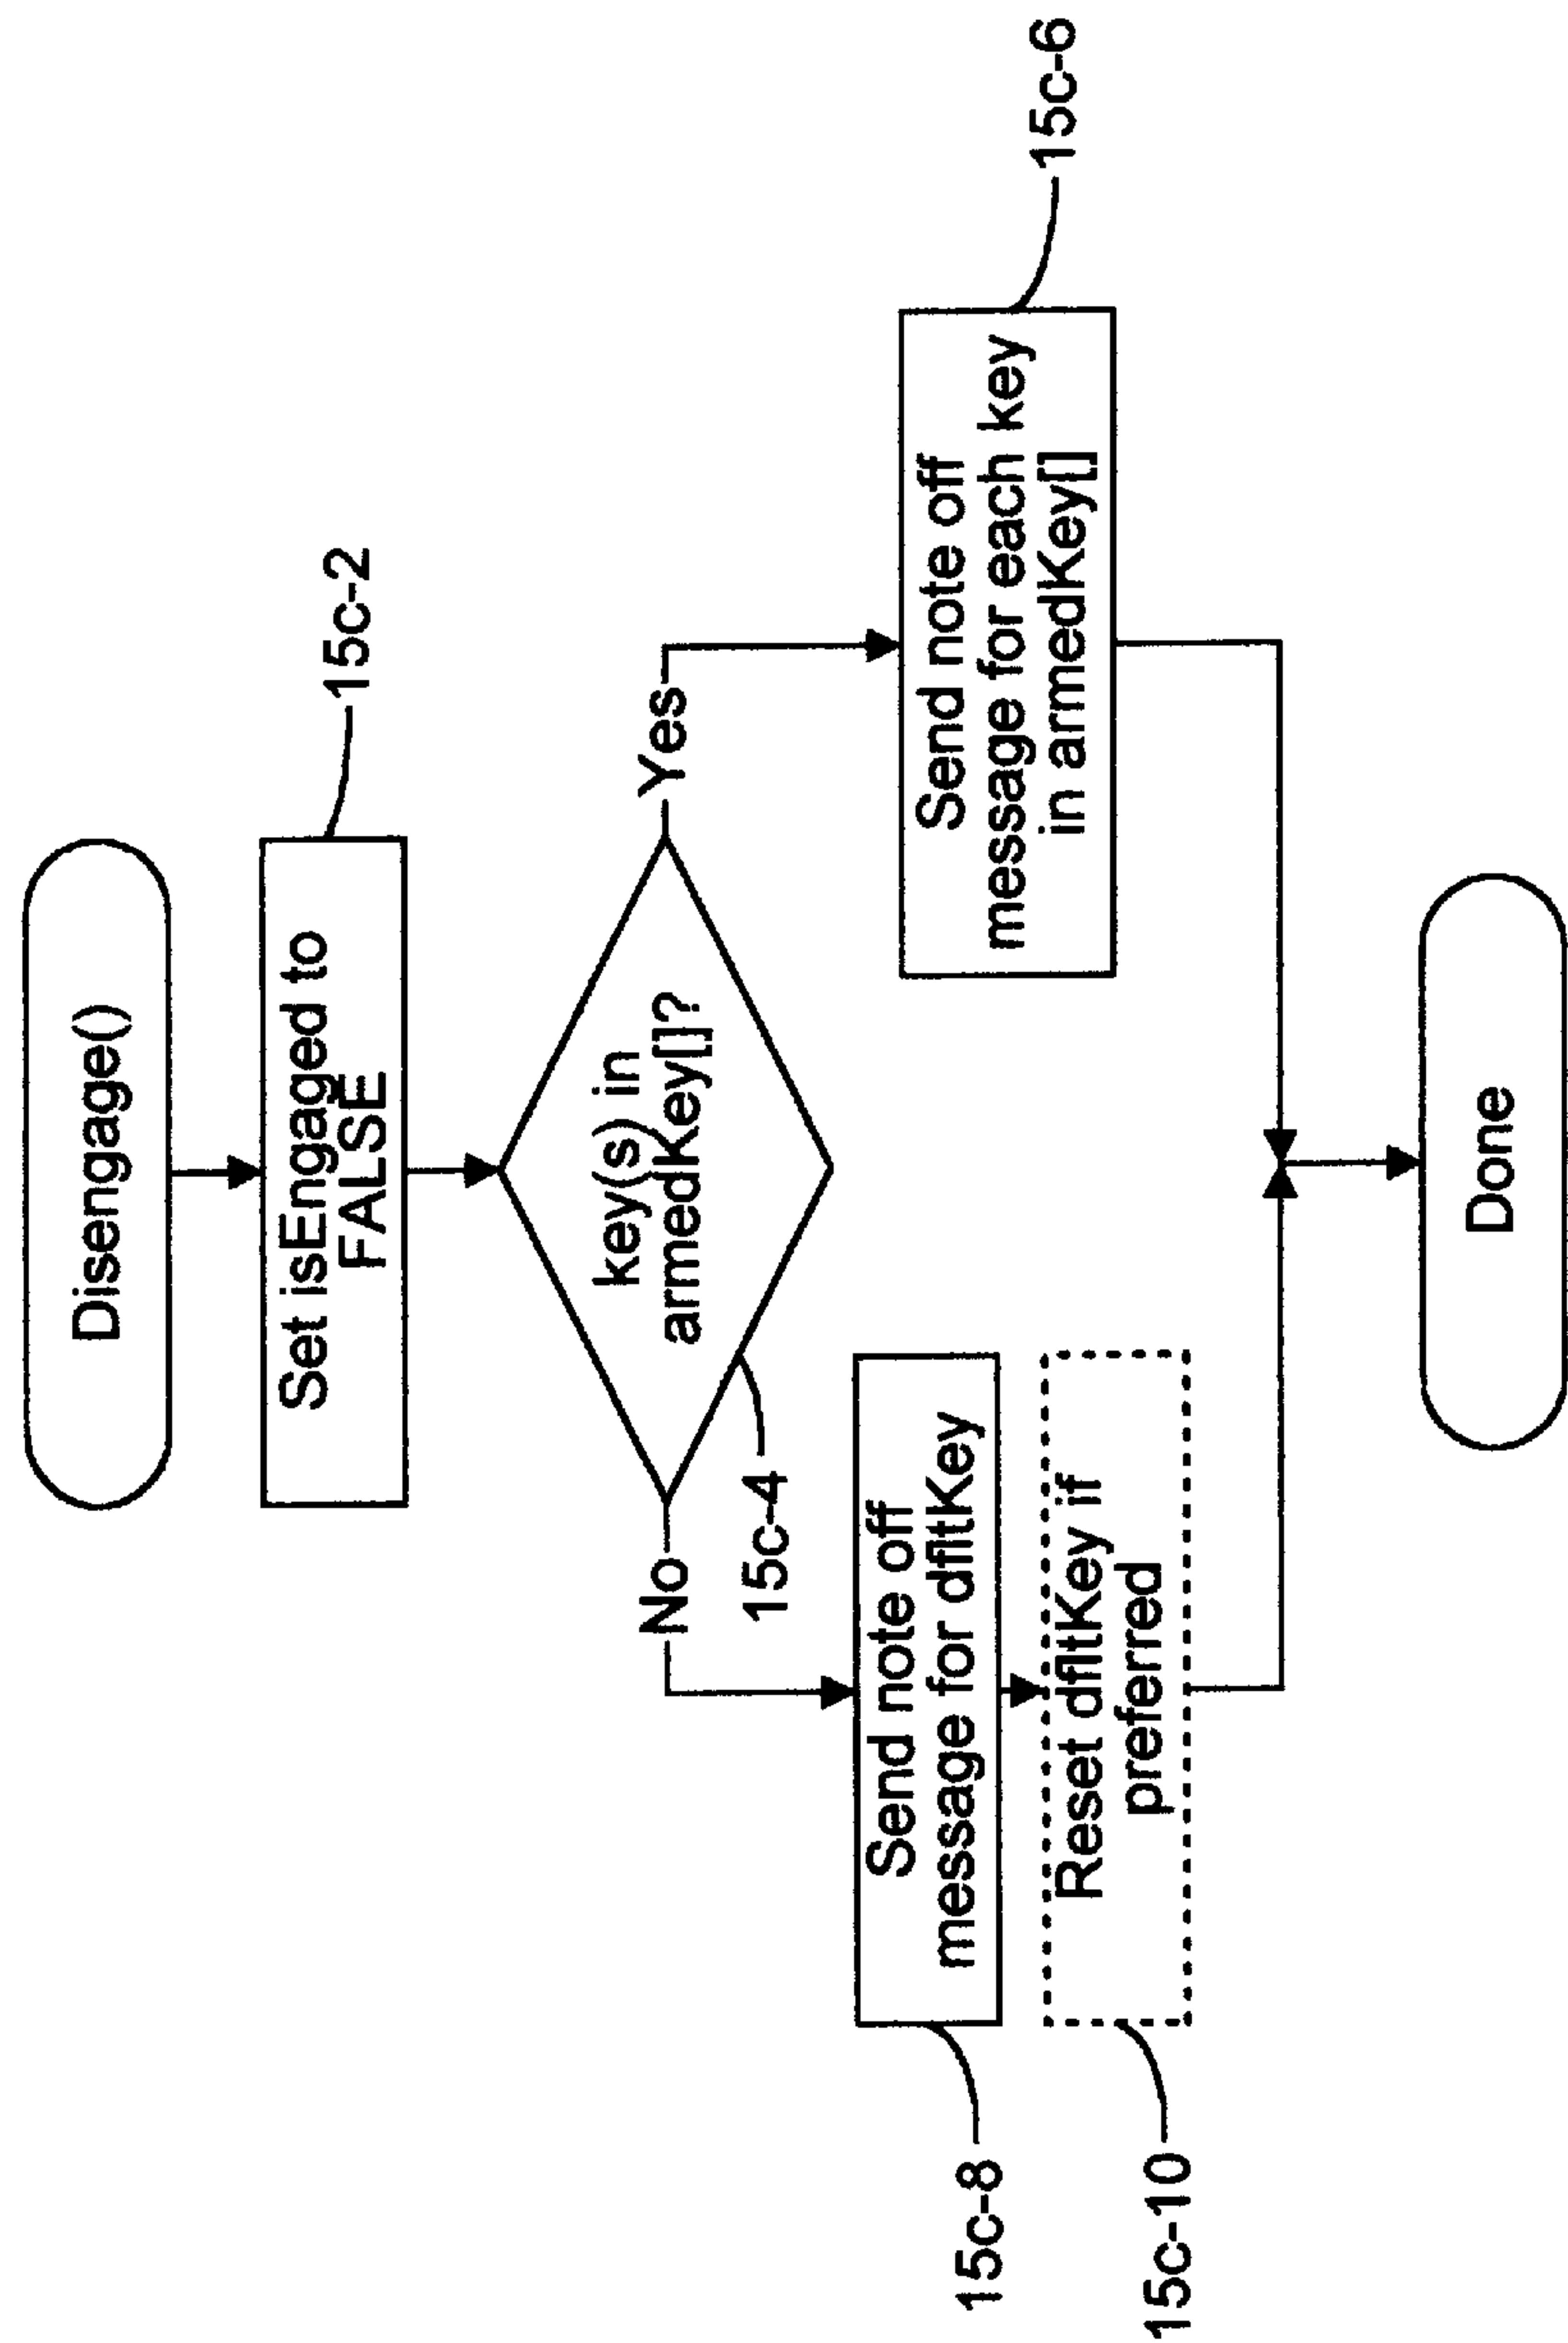 Disengage()
Set isEngaged to
FALSE
15c-2
key(s) in
armedKey[]?
No
Yes
15c-4
Send note off
message for dfltKey
15c-8
Reset dfltKey if
preferred
15c-10
Send note off
message for each key
in armedKey[]
15c-6
Done